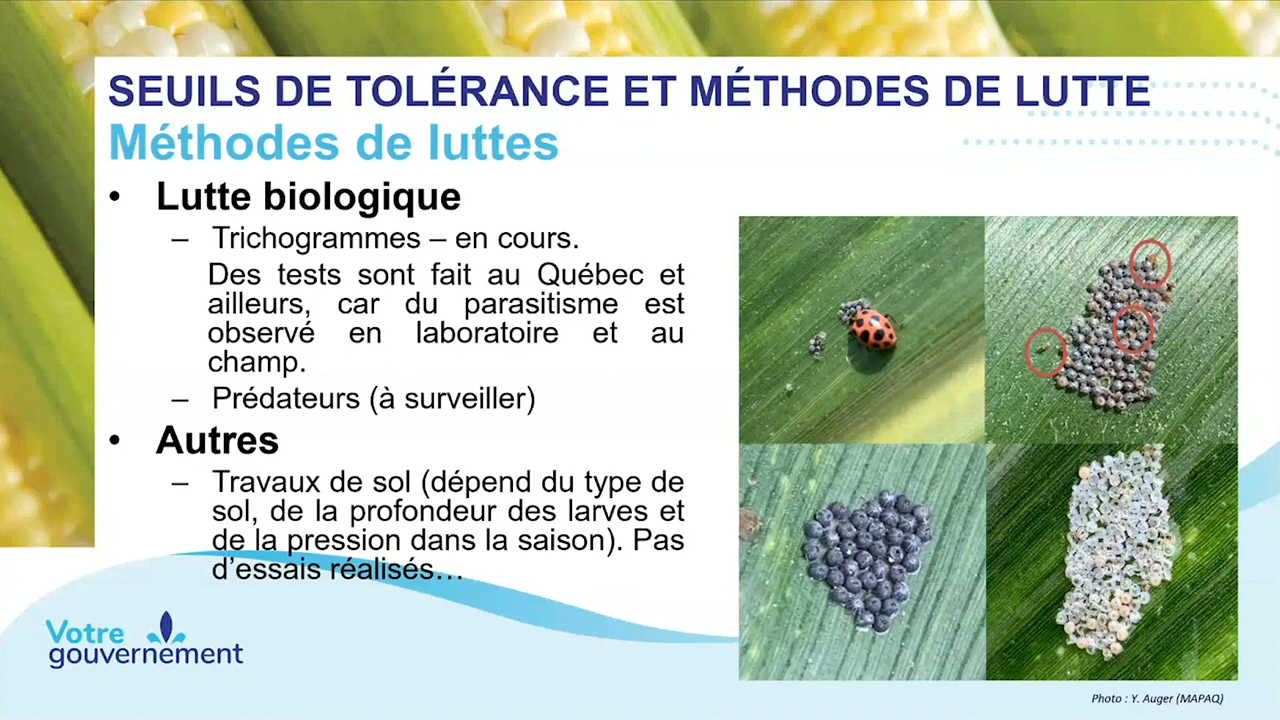 SEUILS DE TOLÉRANCE ET MÉTHODES DE LUTTE
Méthodes de luttes
• Lutte biologique
– Trichogrammes – en cours.
Des tests sont fait au Québec et
ailleurs, car du parasitisme est
observé en laboratoire et au
champ.
– Prédateurs (à surveiller)
• Autres
– Travaux de sol (dépend du type de
sol, de la profondeur des larves et
de la pression dans la saison). Pas
d’essais réalisés…
Votre
gouvernement
Photo : Y. Auger (MAPAQ)